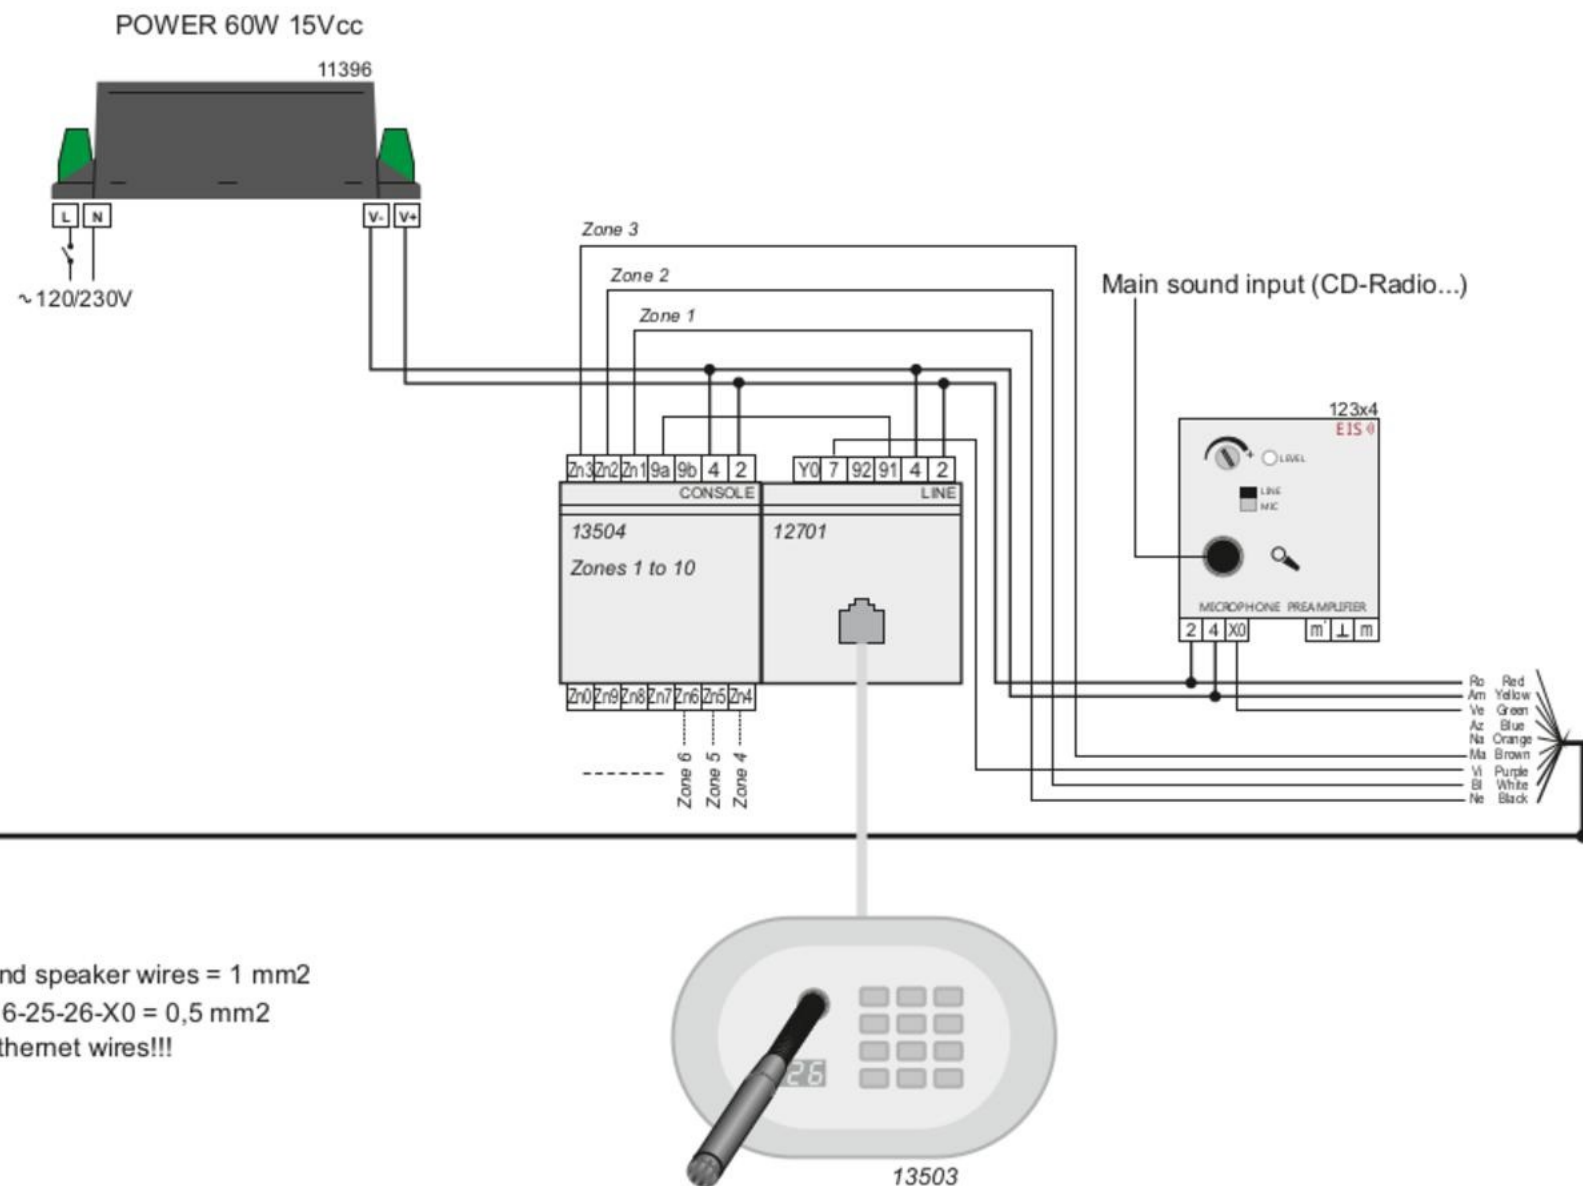 POWER 60W 15Vcc
11396
L N V- V+
~120/230V
Zone 3
Zone 2
Zone 1
Main sound input (CD-Radio...)
123x4
EIS
LEVEL
LINE
MIC
MICROPHONE PREAMPLIFIER
2 4 X0 m' ⊥ m
Zn3 Zn2 Zn1 9a 9b 4 2
CONSOLE
13504
Zones 1 to 10
Zn0 Zn9 Zn8 Zn7 Zn6 Zn5 Zn4
Zone 6
Zone 5
Zone 4
Y0 7 92 91 4 2
LINE
12701
Ro Red
Am Yellow
Ve Green
Az Blue
Na Orange
Ma Brown
Vi Purple
Bl White
Ne Black
nd speaker wires = 1 mm2
6-25-26-X0 = 0,5 mm2
thernet wires!!!
26
13503